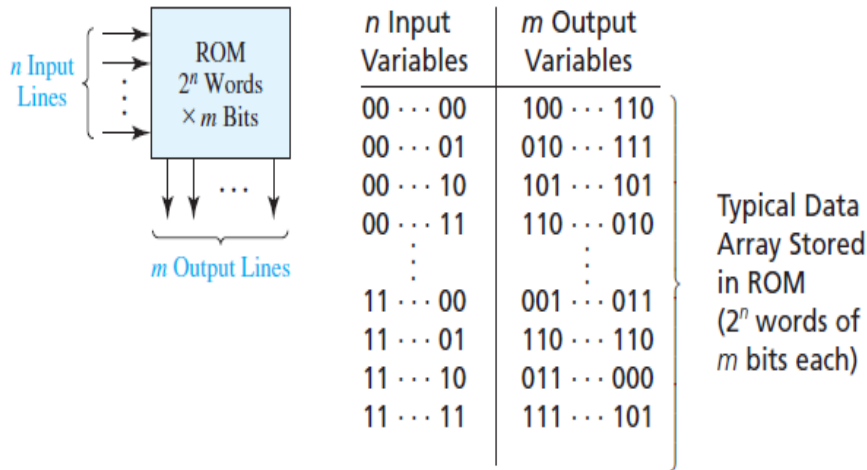 n Input
Lines
ROM
2ⁿ Words
× m Bits
...
m Output Lines
n Input
Variables
m Output
Variables
00 ··· 00 100 ··· 110
00 ··· 01 010 ··· 111
00 ··· 10 101 ··· 101
00 ··· 11 110 ··· 010
⋮ ⋮
11 ··· 00 001 ··· 011
11 ··· 01 110 ··· 110
11 ··· 10 011 ··· 000
11 ··· 11 111 ··· 101
Typical Data
Array Stored
in ROM
(2ⁿ words of
m bits each)